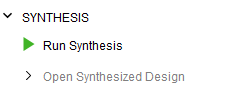 SYNTHESIS
Run Synthesis
Open Synthesized Design